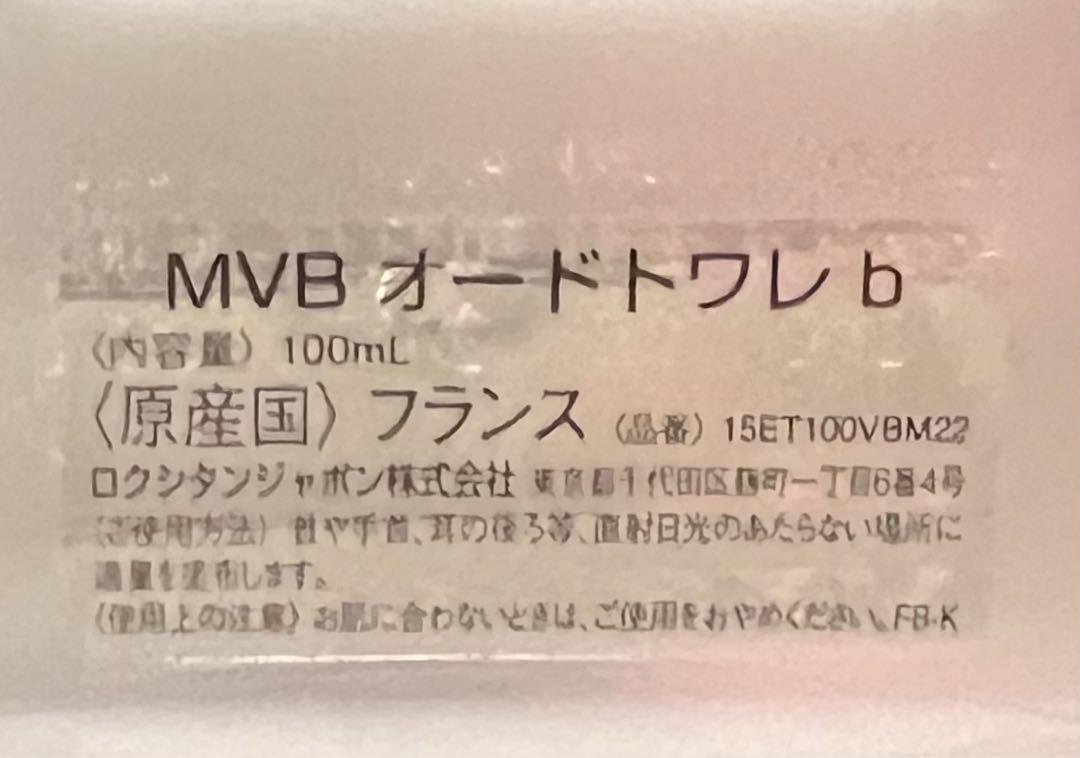 MVB オードトワレ b
〈内容量〉 100mL
〈原産国〉 フランス 〈品番〉 15ET100VBM22
ロクシタンジャポン株式会社 東京都千代田区麹町一丁目6番4号
〈ご使用方法〉 肘や手首、耳の後ろ等、直射日光のあたらない場所に
適量を塗布します。
〈使用上の注意〉 お肌に合わないときは、ご使用をおやめください。FB-K